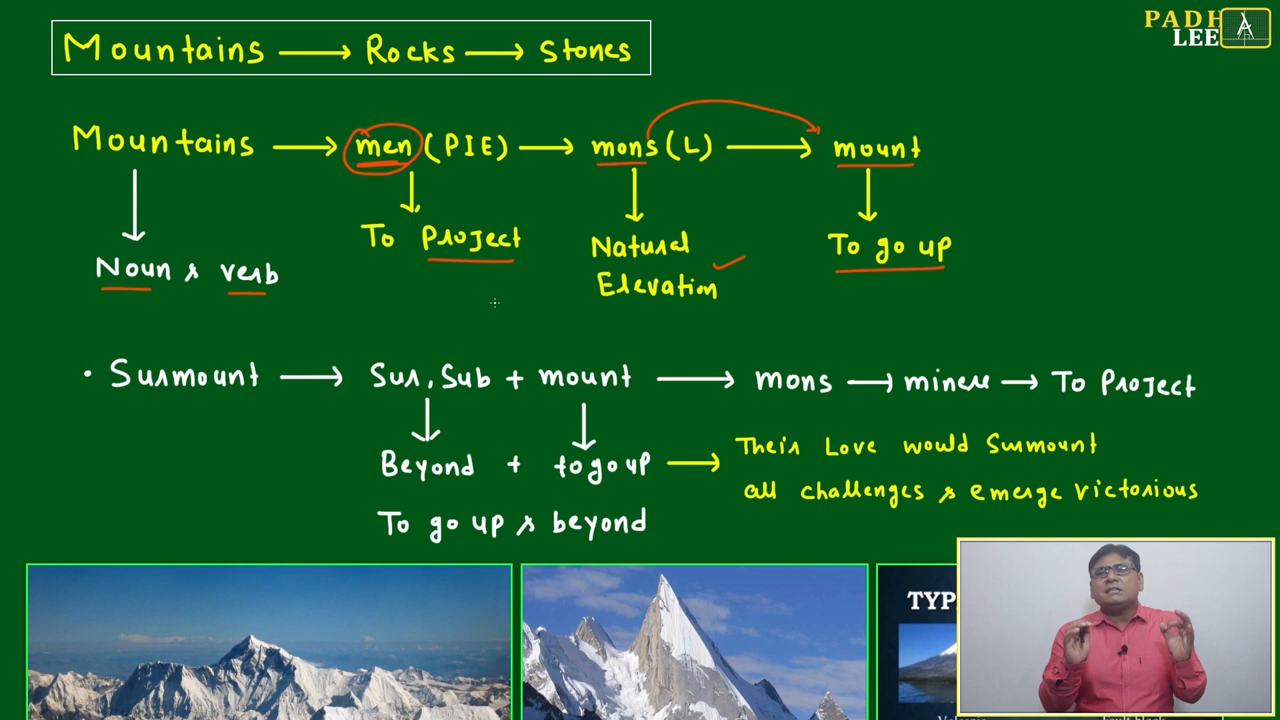 PADH
LEE
Mountains → Rocks → Stones
Mountains → men (PIE) → mons (L) → mount
To Project
Natural
Elevation
To go up
Noun & verb
• Surmount → Sur, Sub + mount → mons → minere → To Project
Beyond + to go up → Their Love would Surmount
all challenges & emerge victorious
To go up & beyond
TYP